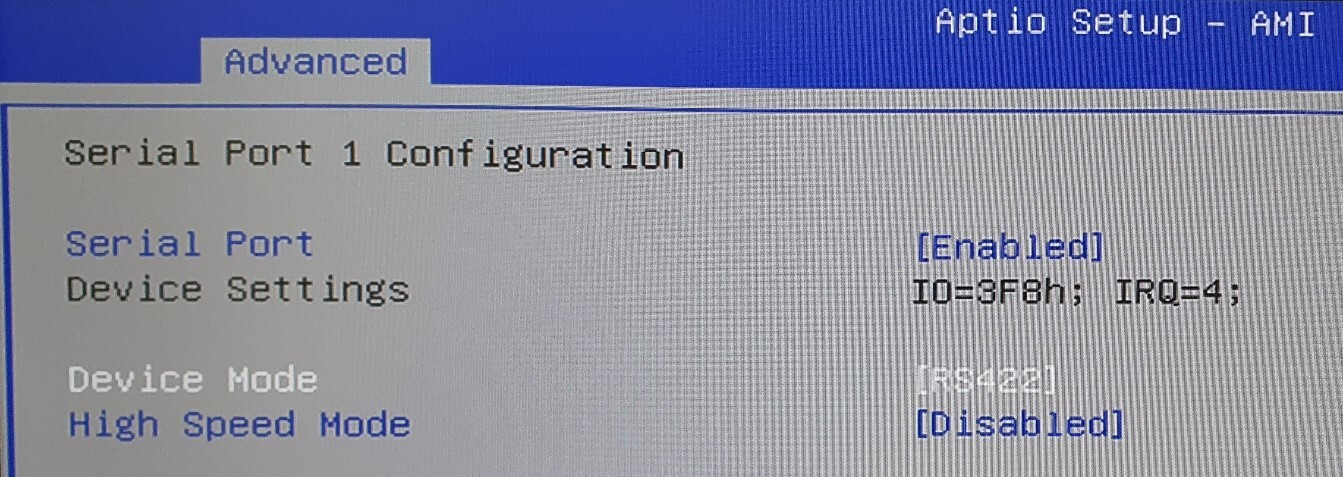 Aptio Setup - AMI
Advanced
Serial Port 1 Configuration
Serial Port [Enabled]
Device Settings IO=3F8h; IRQ=4;
Device Mode [RS422]
High Speed Mode [Disabled]